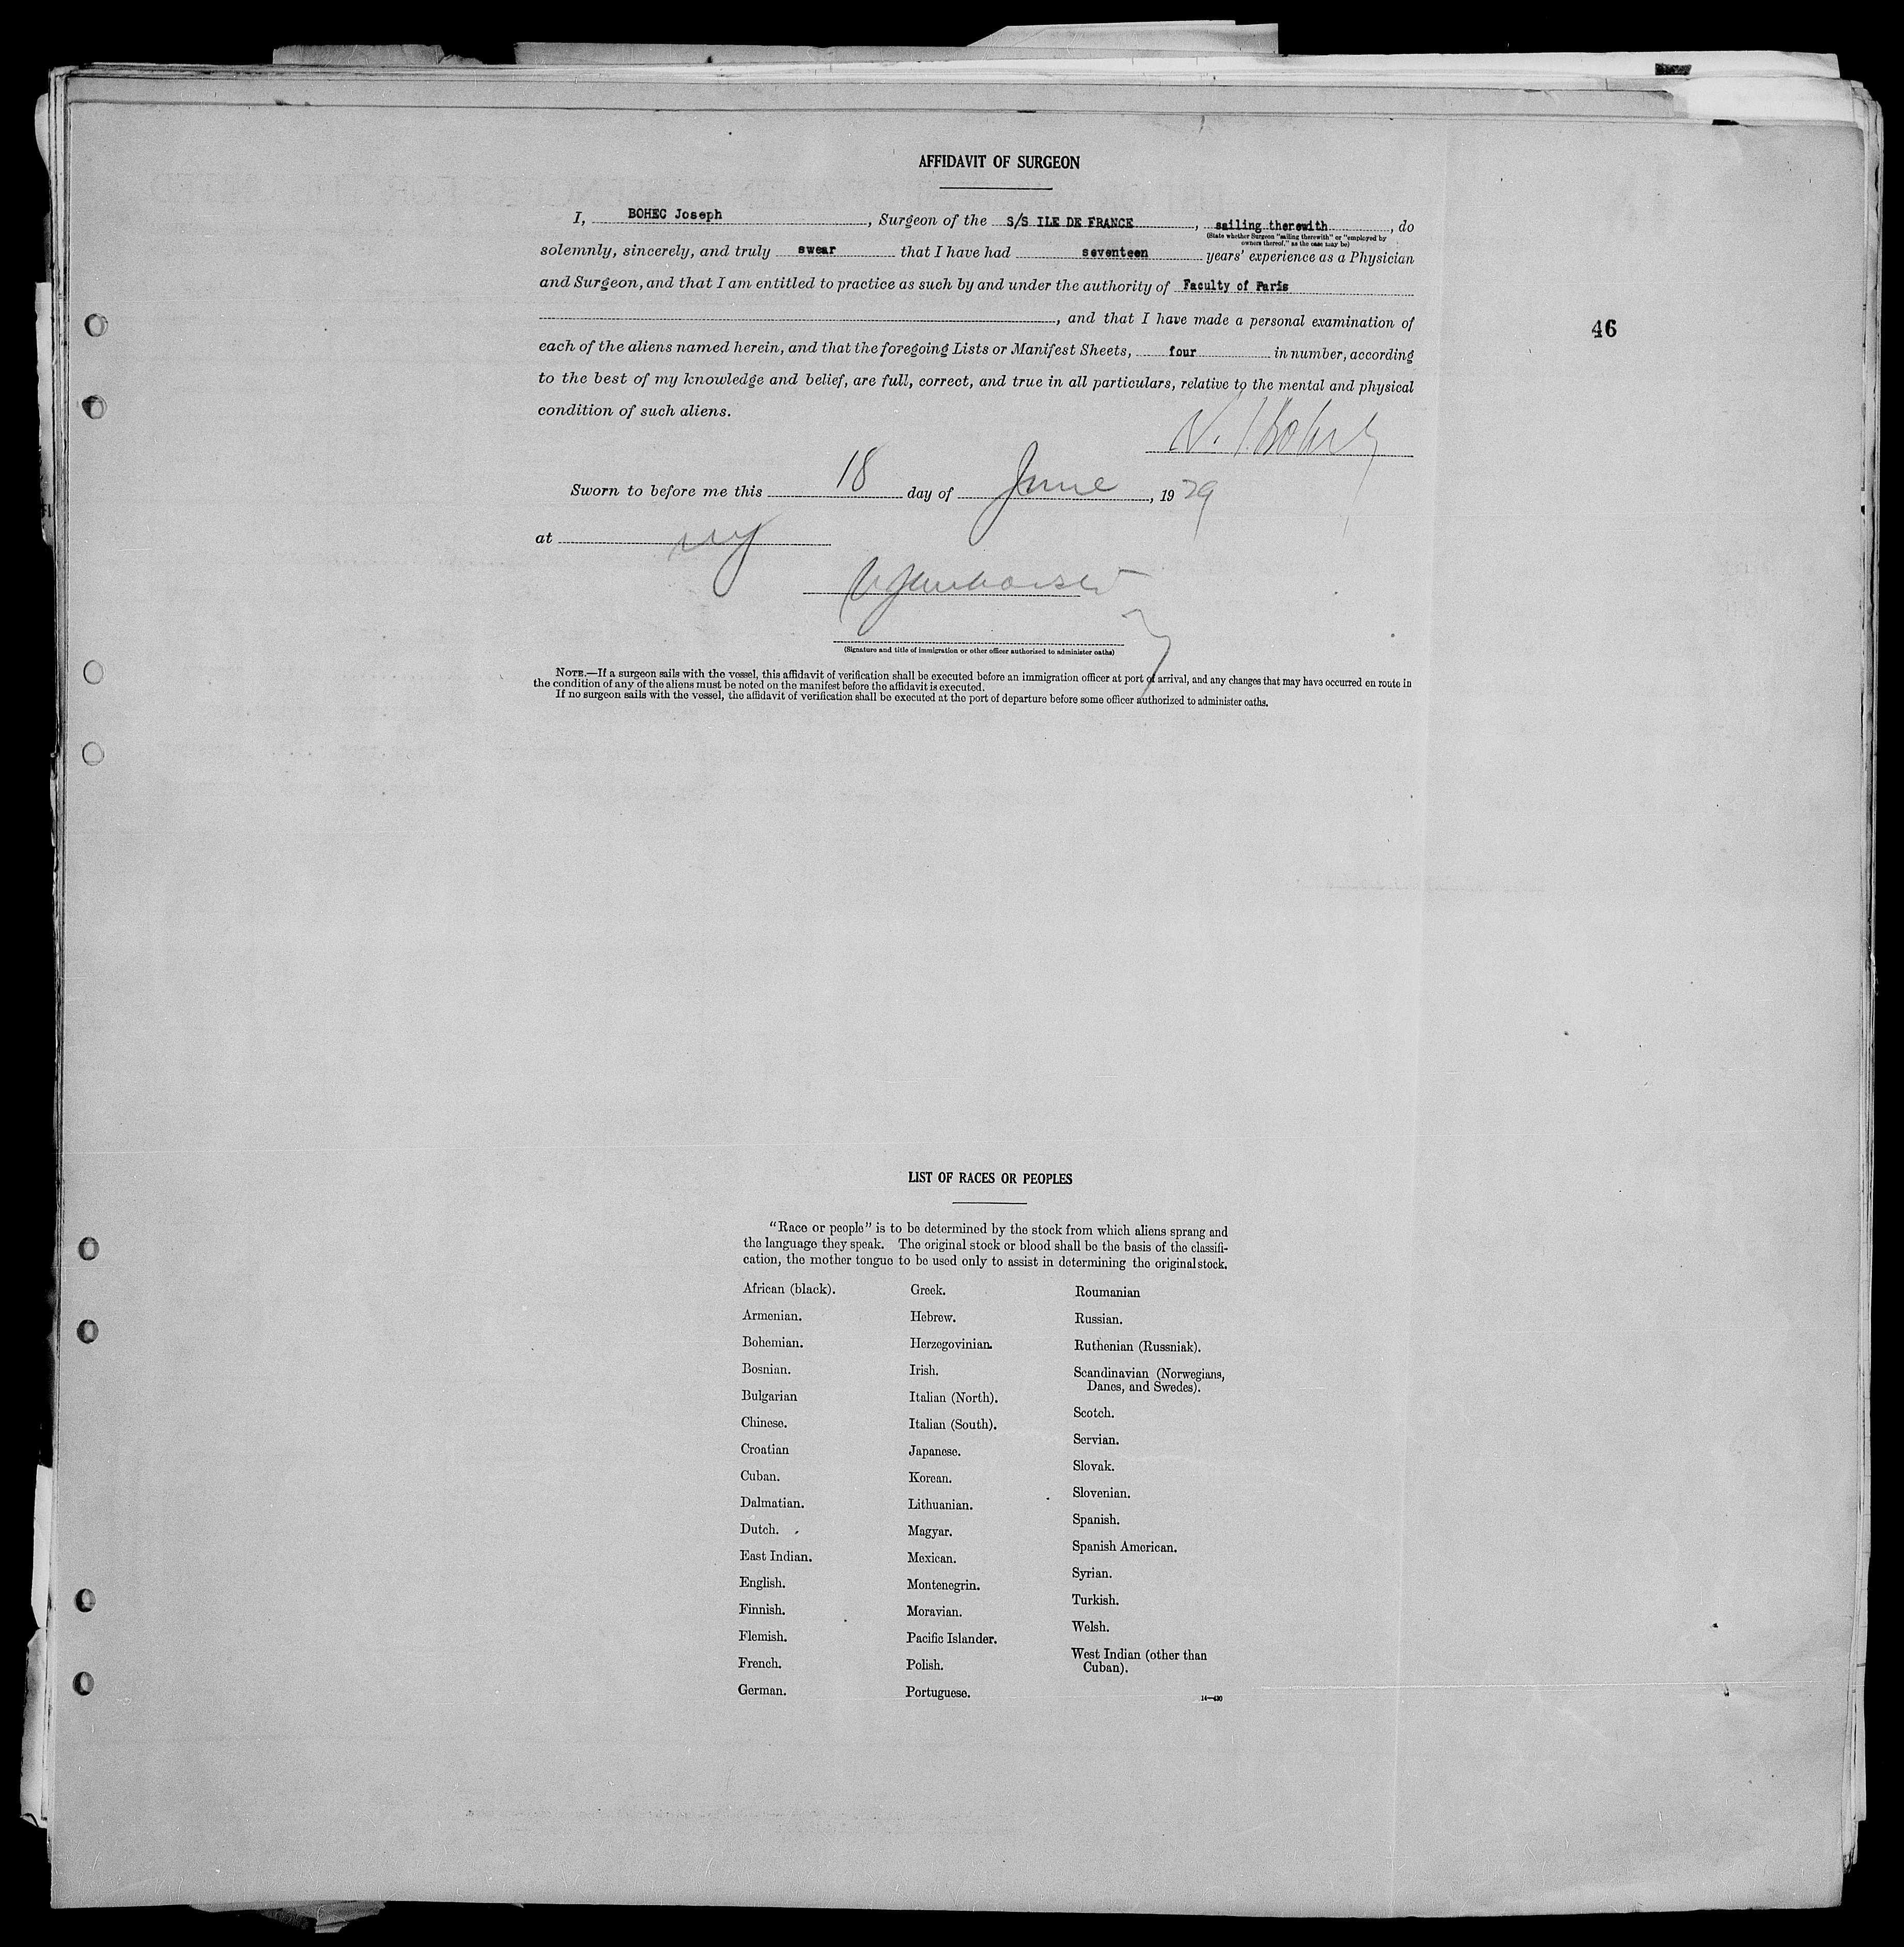 AFFIDAVIT OF SURGEON
I, BOHEC Joseph, Surgeon of the S/S ILE DE FRANCE, sailing therewith, do
(State whether Surgeon "sailing therewith" or "employed by
owners thereof," as the case may be)
solemnly, sincerely, and truly swear that I have had seventeen years' experience as a Physician
and Surgeon, and that I am entitled to practice as such by and under the authority of Faculty of Paris
, and that I have made a personal examination of
46
each of the aliens named herein, and that the foregoing Lists or Manifest Sheets, four in number, according
to the best of my knowledge and belief, are full, correct, and true in all particulars, relative to the mental and physical
condition of such aliens.
Sworn to before me this 18 day of June, 1929
at NY
(Signature and title of immigration or other officer authorized to administer oaths)
NOTE.—If a surgeon sails with the vessel, this affidavit of verification shall be executed before an immigration officer at port of arrival, and any changes that may have occurred en route in
the condition of any of the aliens must be noted on the manifest before the affidavit is executed.
If no surgeon sails with the vessel, the affidavit of verification shall be executed at the port of departure before some officer authorized to administer oaths.
LIST OF RACES OR PEOPLES
"Race or people" is to be determined by the stock from which aliens sprang and
the language they speak. The original stock or blood shall be the basis of the classifi-
cation, the mother tongue to be used only to assist in determining the original stock.
African (black).
Armenian.
Bohemian.
Bosnian.
Bulgarian
Chinese.
Croatian
Cuban.
Dalmatian.
Dutch.
East Indian.
English.
Finnish.
Flemish.
French.
German.
Greek.
Hebrew.
Herzegovinian.
Irish.
Italian (North).
Italian (South).
Japanese.
Korean.
Lithuanian.
Magyar.
Mexican.
Montenegrin.
Moravian.
Pacific Islander.
Polish.
Portuguese.
Roumanian
Russian.
Ruthenian (Russniak).
Scandinavian (Norwegians,
Danes, and Swedes).
Scotch.
Servian.
Slovak.
Slovenian.
Spanish.
Spanish American.
Syrian.
Turkish.
Welsh.
West Indian (other than
Cuban).
14—430